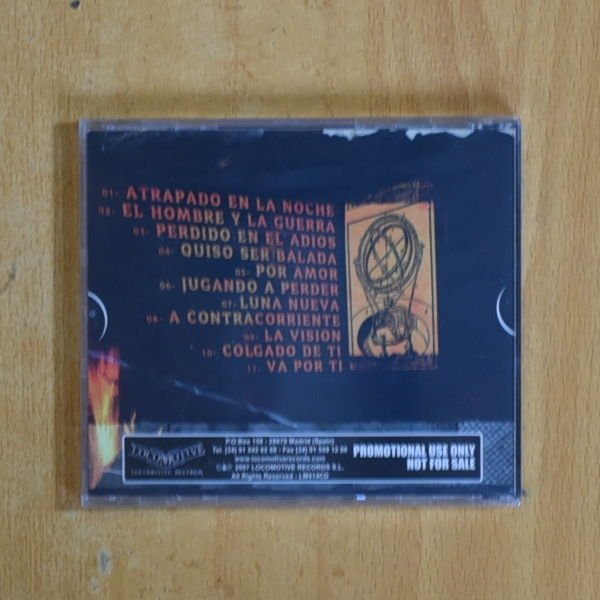 01- ATRAPADO EN LA NOCHE
02- EL HOMBRE Y LA GUERRA
03- PERDIDO EN EL ADIOS
04- QUISO SER BALADA
05- POR AMOR
06- JUGANDO A PERDER
07- LUNA NUEVA
08- A CONTRACORRIENTE
09- LA VISION
10- COLGADO DE TI
11- VA POR TI
LOCOMOTIVE
P.O.Box 158 - 28679 Madrid (Spain)
www.locomotiverecords.com
©&℗ 2007 LOCOMOTIVE RECORDS S.L.
All Rights Reserved - LM414CD
PROMOTIONAL USE ONLY
NOT FOR SALE